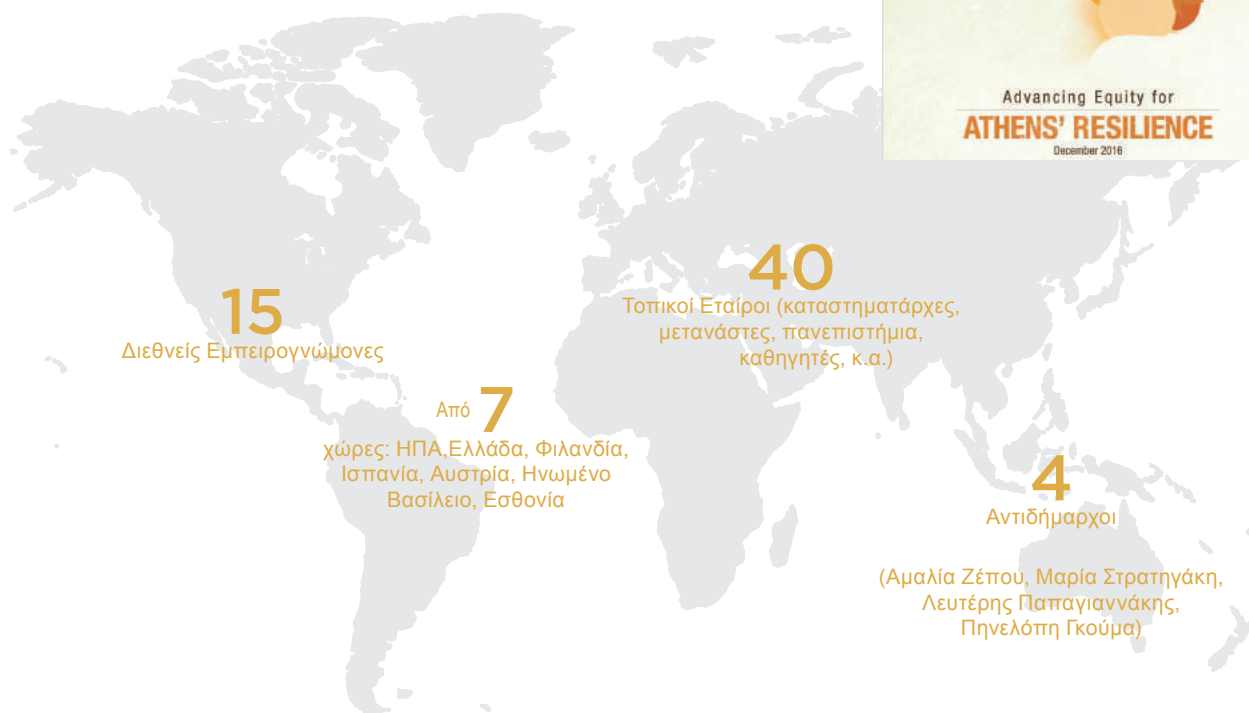 Advancing Equity for
ATHENS' RESILIENCE
December 2016
40
Τοπικοί Εταίροι (καταστηματάρχες,
μετανάστες, πανεπιστήμια,
καθηγητές, κ.α.)
15
Διεθνείς Εμπειρογνώμονες
Από 7
χώρες: ΗΠΑ,Ελλάδα, Φιλανδία,
Ισπανία, Αυστρία, Ηνωμένο
Βασίλειο, Εσθονία
4
Αντιδήμαρχοι
(Αμαλία Ζέπου, Μαρία Στρατηγάκη,
Λευτέρης Παπαγιαννάκης,
Πηνελόπη Γκούμα)